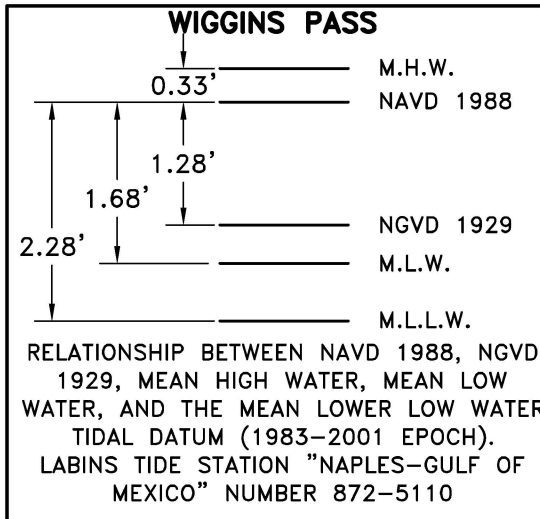 WIGGINS PASS
M.H.W.
0.33’
NAVD 1988
1.28’
1.68’
NGVD 1929
2.28’
M.L.W.
M.L.L.W.
RELATIONSHIP BETWEEN NAVD 1988, NGVD
1929, MEAN HIGH WATER, MEAN LOW
WATER, AND THE MEAN LOWER LOW WATER
TIDAL DATUM (1983–2001 EPOCH).
LABINS TIDE STATION "NAPLES–GULF OF
MEXICO" NUMBER 872–5110